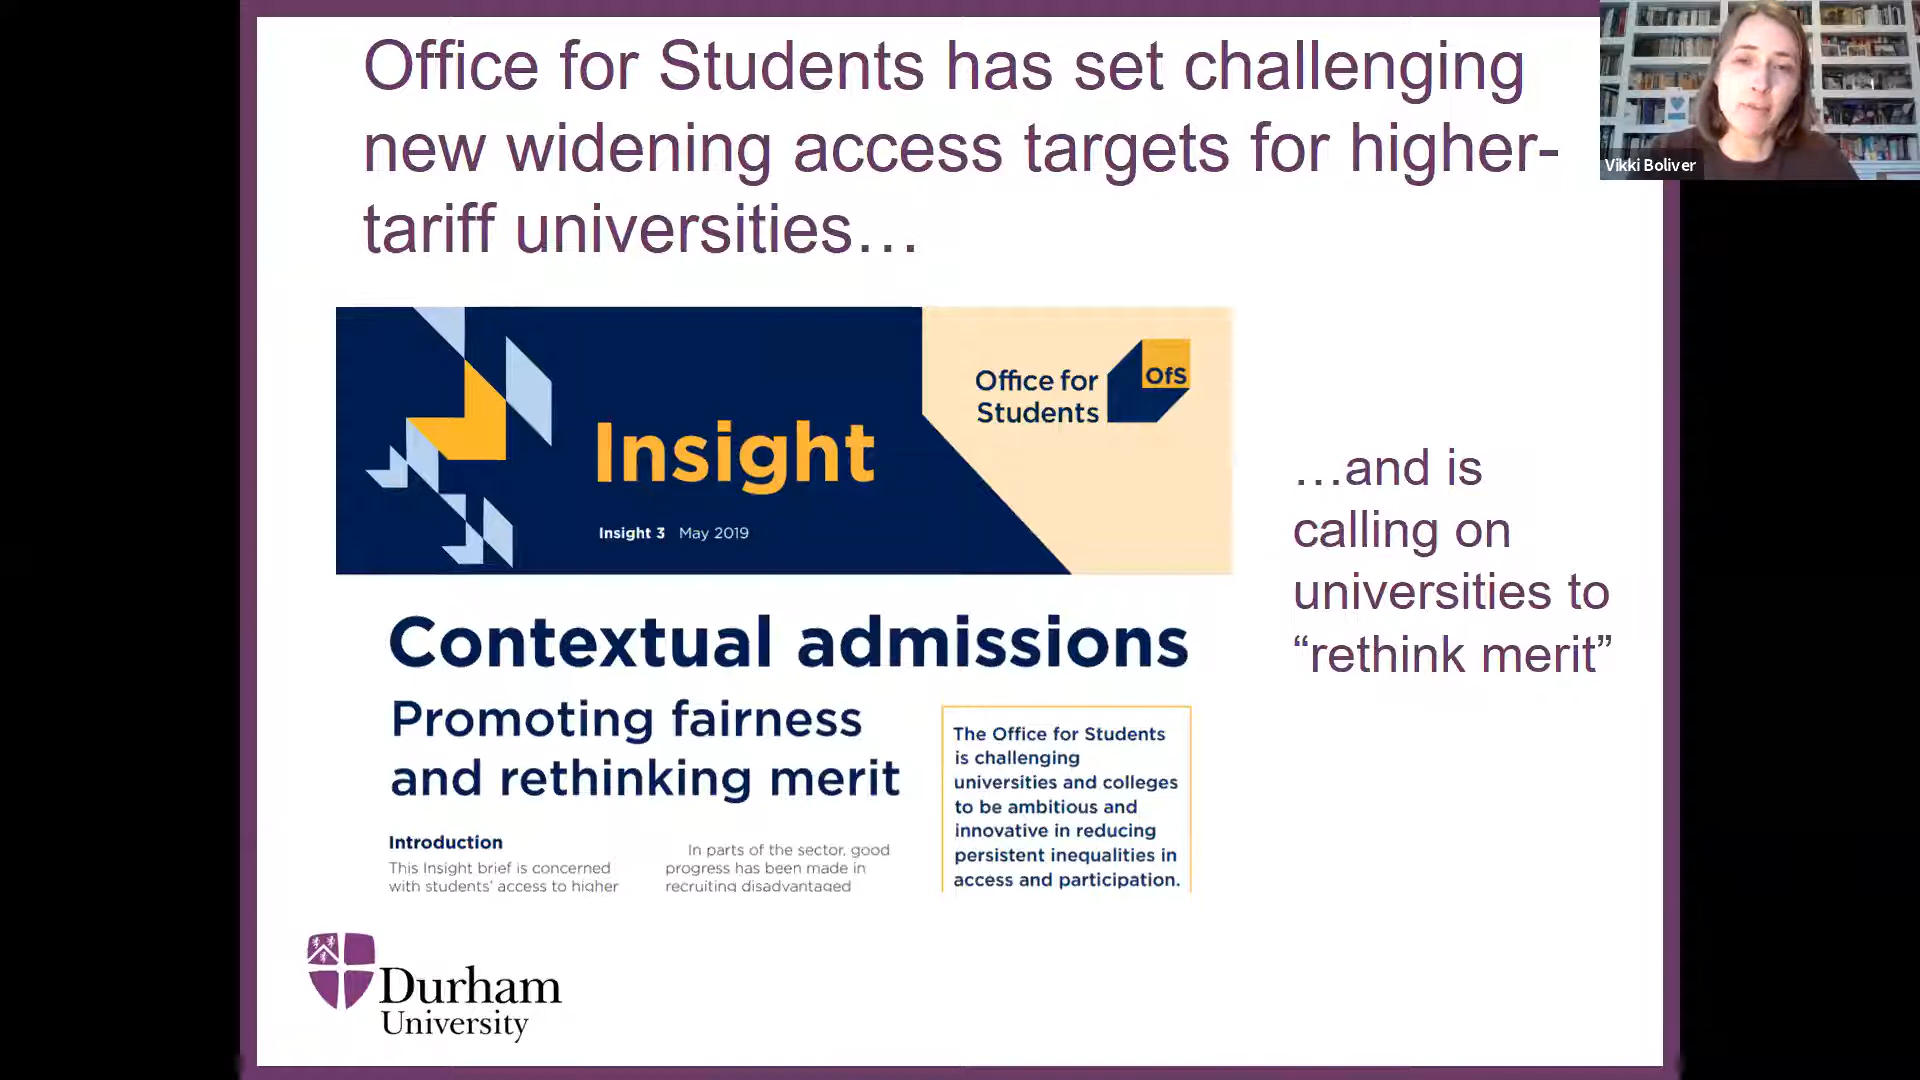 Office for Students has set challenging
new widening access targets for higher-
tariff universities…
Vikki Boliver
Office for
Students
OfS
Insight
Insight 3 May 2019
…and is
calling on
universities to
“rethink merit”
Contextual admissions
Promoting fairness
and rethinking merit
The Office for Students
is challenging
universities and colleges
to be ambitious and
innovative in reducing
persistent inequalities in
access and participation.
Introduction
This Insight brief is concerned
with students’ access to higher
In parts of the sector, good
progress has been made in
recruiting disadvantaged
Durham
University